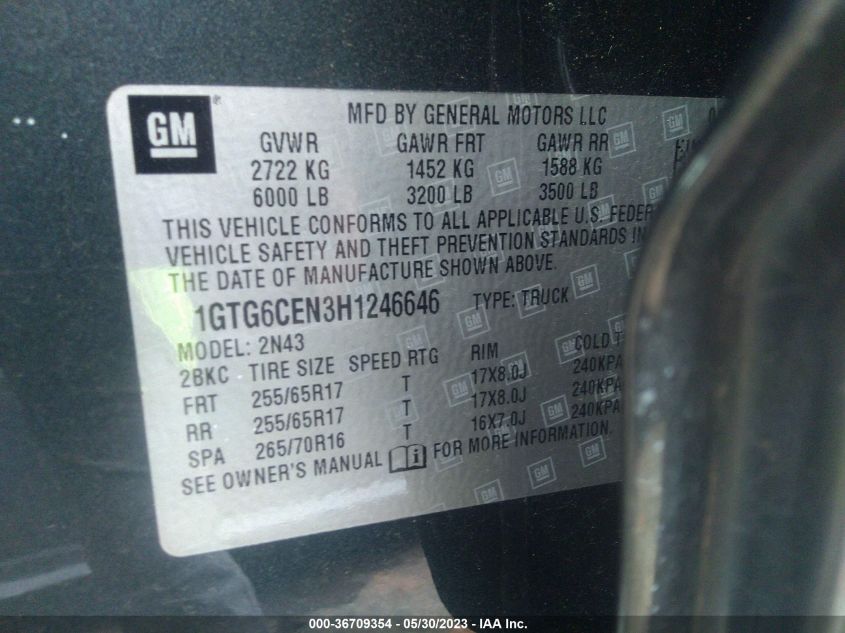 GM
MFD BY GENERAL MOTORS LLC
GVWR GAWR FRT GAWR RR
2722 KG 1452 KG 1588 KG
6000 LB 3200 LB 3500 LB
THIS VEHICLE CONFORMS TO ALL APPLICABLE U.S. FEDER
VEHICLE SAFETY AND THEFT PREVENTION STANDARDS IN
THE DATE OF MANUFACTURE SHOWN ABOVE.
1GTG6CEN3H1246646 TYPE: TRUCK
MODEL: 2N43
2BKC TIRE SIZE SPEED RTG RIM COLD T
FRT 255/65R17 T 17X8.0J 240KPA
RR 255/65R17 T 17X8.0J 240KPA
SPA 265/70R16 T 16X7.0J 240KPA
SEE OWNER'S MANUAL FOR MORE INFORMATION.
000-36709354 — 05/30/2023 — IAA Inc.